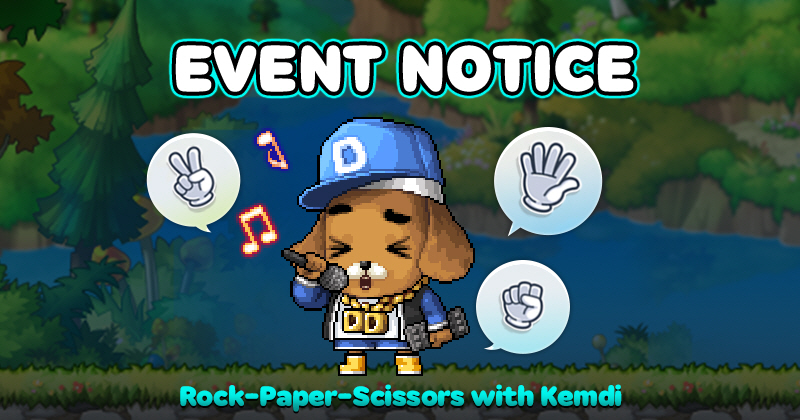 EVENT NOTICE
D
DD
Rock-Paper-Scissors with Kemdi